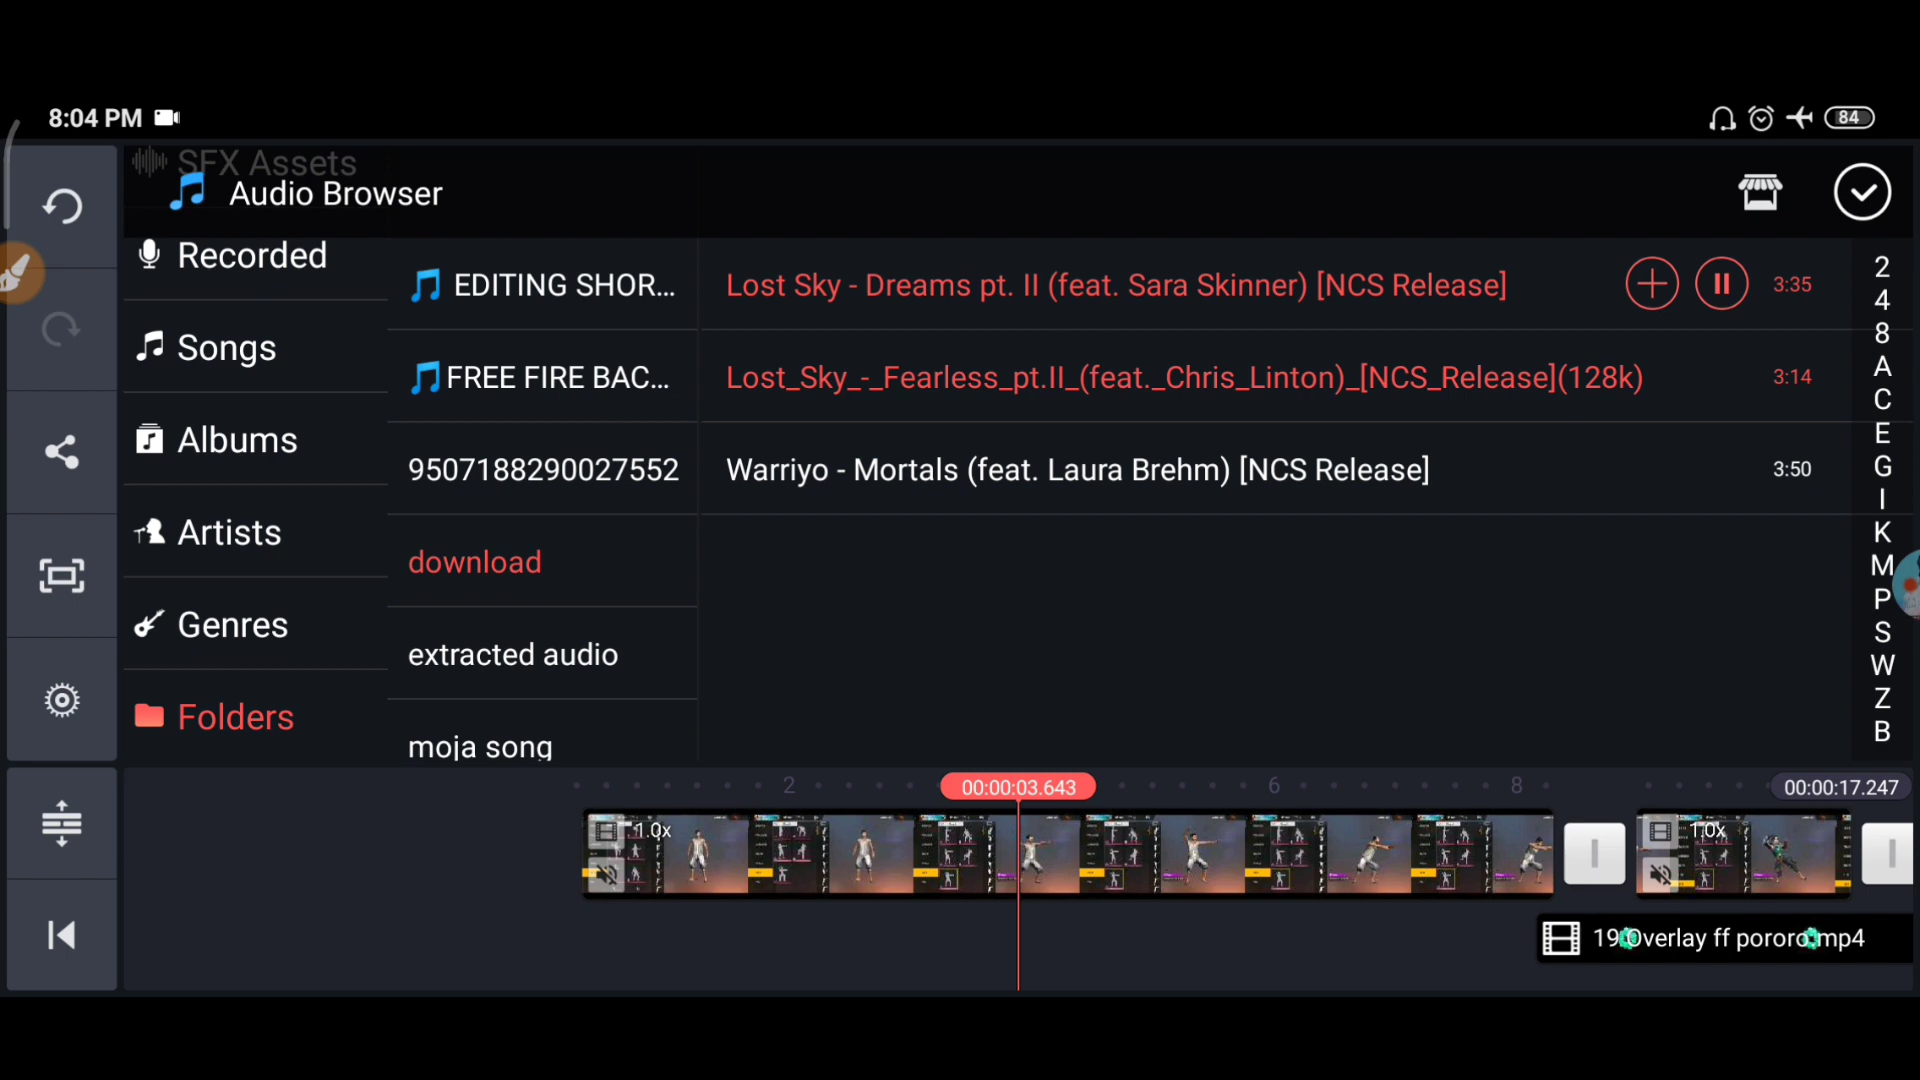 8:04 PM
84
SFX Assets
Audio Browser
Recorded
Songs
Albums
Artists
Genres
Folders
EDITING SHOR...
FREE FIRE BAC...
9507188290027552
download
extracted audio
moja song
Lost Sky - Dreams pt. II (feat. Sara Skinner) [NCS Release]
3:35
Lost_Sky_-_Fearless_pt.II_(feat._Chris_Linton)_[NCS_Release](128k)
3:14
Warriyo - Mortals (feat. Laura Brehm) [NCS Release]
3:50
2
4
8
A
C
E
G
I
K
M
P
S
W
Z
B
2
00:00:03.643
6
8
00:00:17.247
1.0x
1.0x
19 Overlay ff pororo.mp4